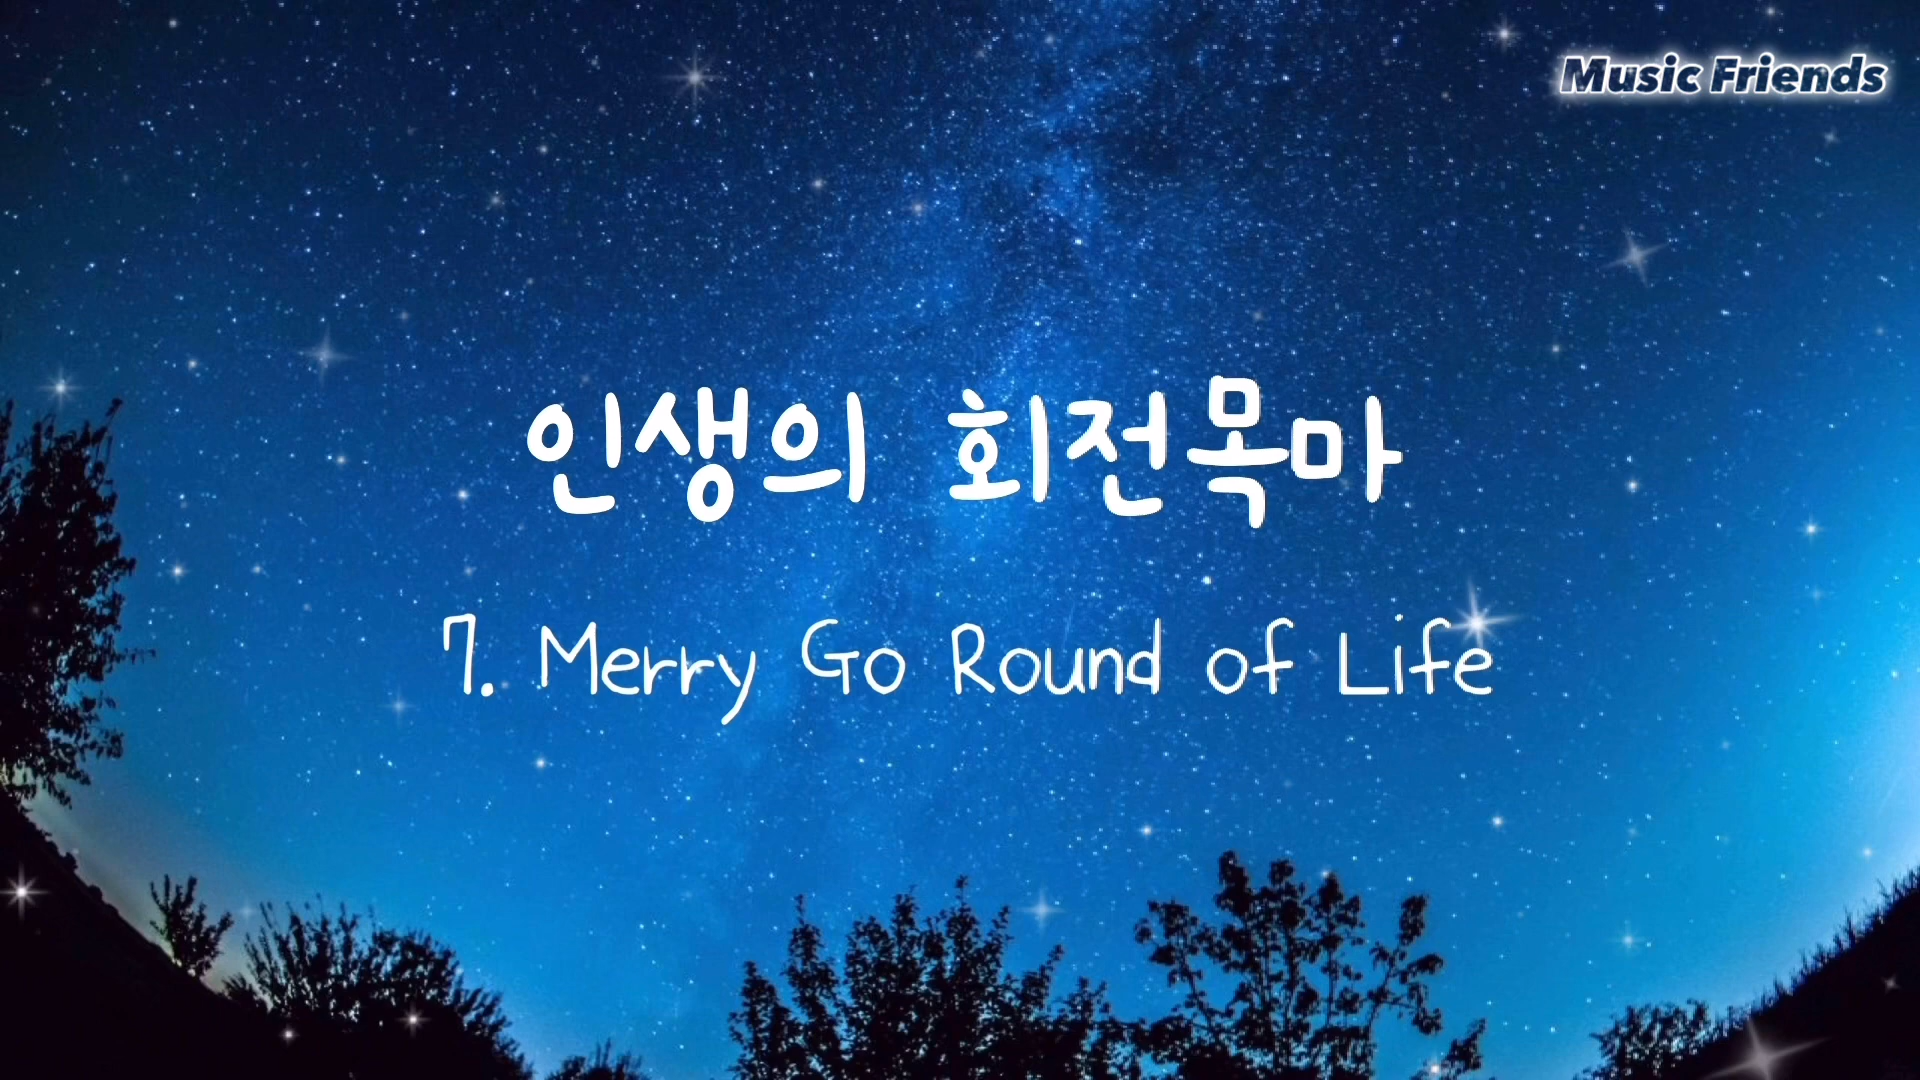 Music Friends
인생의 회전목마
7. Merry Go Round of Life